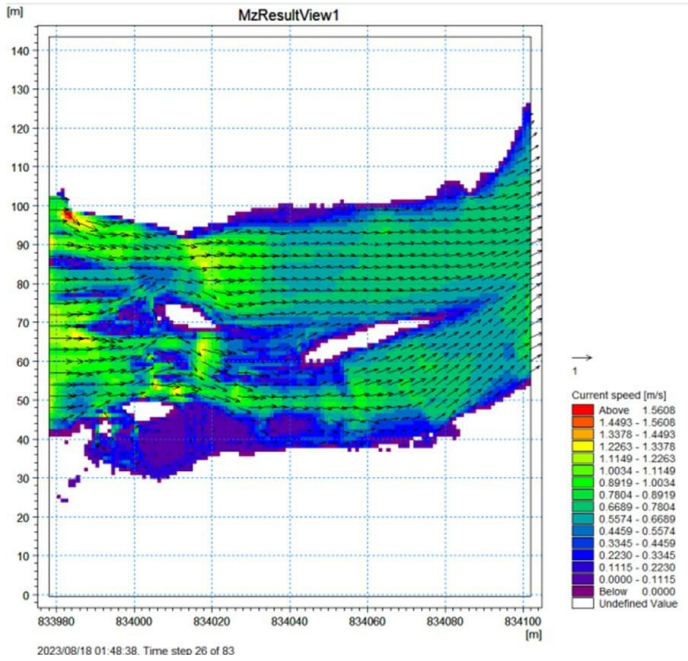 [m]
MzResultView1
140
130
120
110
100
90
80
70
60
50
40
30
20
10
0
833980 834000 834020 834040 834060 834080 834100
[m]
1
Current speed [m/s]
Above 1.5608
1.4493 - 1.5608
1.3378 - 1.4493
1.2263 - 1.3378
1.1149 - 1.2263
1.0034 - 1.1149
0.8919 - 1.0034
0.7804 - 0.8919
0.6689 - 0.7804
0.5574 - 0.6689
0.4459 - 0.5574
0.3345 - 0.4459
0.2230 - 0.3345
0.1115 - 0.2230
0.0000 - 0.1115
Below 0.0000
Undefined Value
2023/08/18 01:48:38, Time step 26 of 83